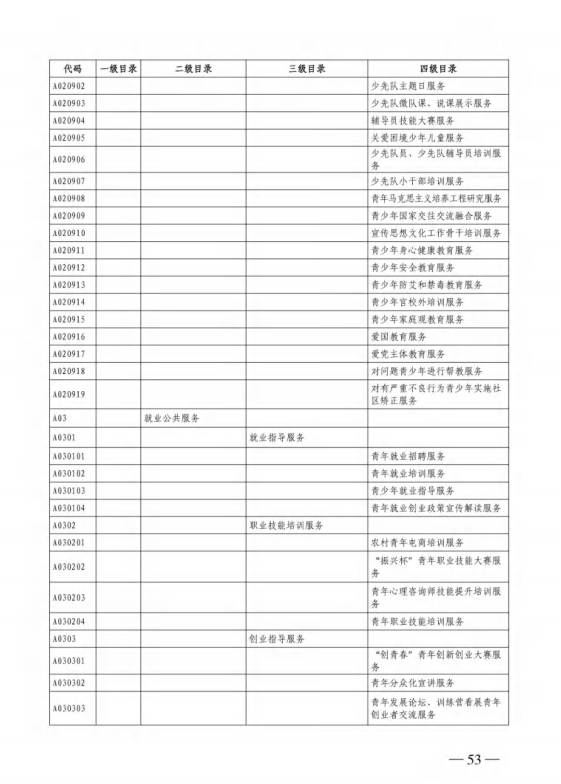 代码 一级目录 二级目录 三级目录 四级目录
A020902 少先队主题日服务
A020903 少先队微队课、说课展示服务
A020904 辅导员技能大赛服务
A020905 关爱困境少年儿童服务
A020906 少先队员、少先队辅导员培训服
务
A020907 少先队小干部培训服务
A020908 青年马克思主义培养工程研究服务
A020909 青少年国家交往交流融合服务
A020910 宣传思想文化工作骨干培训服务
A020911 青少年身心健康教育服务
A020912 青少年安全教育服务
A020913 青少年防艾和禁毒教育服务
A020914 青少年官校外培训服务
A020915 青少年家庭观教育服务
A020916 爱国教育服务
A020917 爱党主体教育服务
A020918 对问题青少年进行帮教服务
A020919 对有严重不良行为青少年实施社
区矫正服务
A03 就业公共服务
A0301 就业指导服务
A030101 青年就业招聘服务
A030102 青年就业培训服务
A030103 青少年就业指导服务
A030104 青年就业创业政策宣传解读服务
A0302 职业技能培训服务
A030201 农村青年电商培训服务
A030202 “振兴杯”青年职业技能大赛服
务
A030203 青年心理咨询师技能提升培训服
务
A030204 青年职业技能培训服务
A0303 创业指导服务
A030301 “创青春”青年创新创业大赛服
务
A030302 青年分众化宣讲服务
A030303 青年发展论坛、训练营看展青年
创业者交流服务
— 53 —